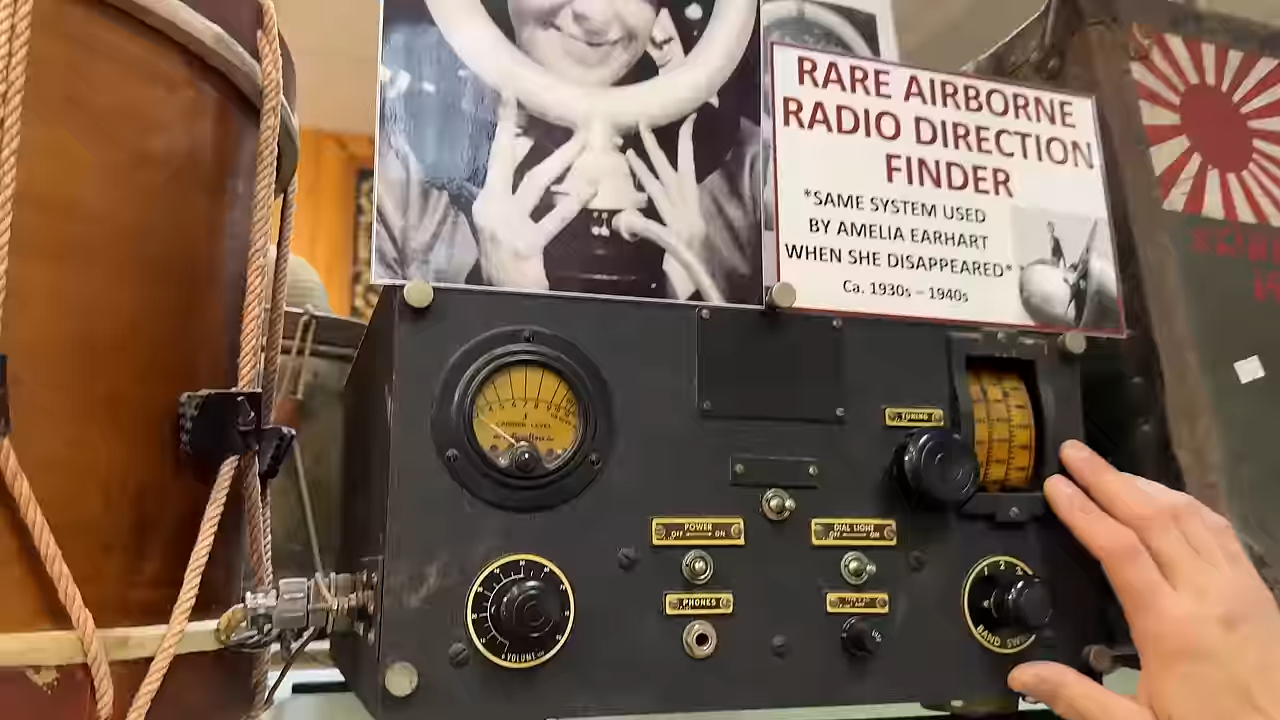 RARE AIRBORNE
RADIO DIRECTION
FINDER
*SAME SYSTEM USED
BY AMELIA EARHART
WHEN SHE DISAPPEARED*
Ca. 1930s – 1940s
TUNING
CARRIER LEVEL
POWER
OFF ON
DIAL LIGHT
OFF ON
PHONES
VOLUME
BAND SWI